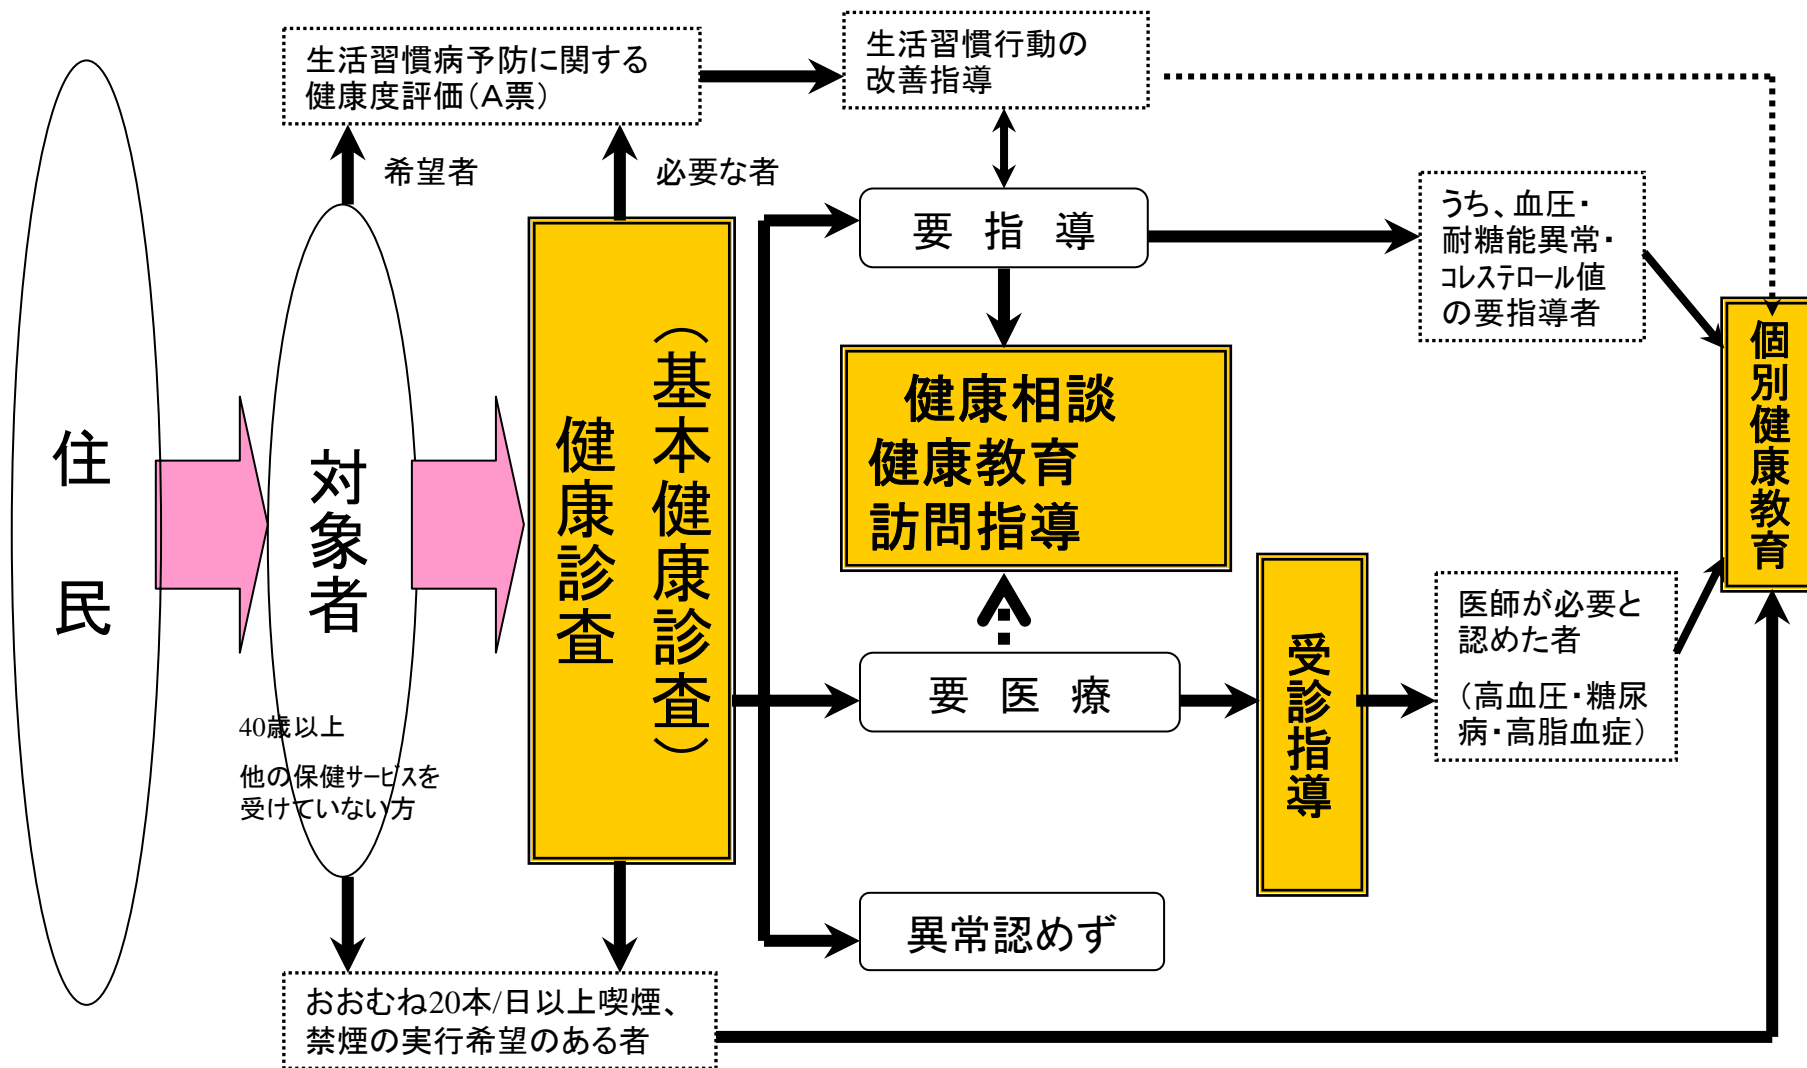 住民
対象者
40歳以上
他の保健サービスを
受けていない方
生活習慣病予防に関する
健康度評価（A票）
希望者
必要な者
健康診査
（基本健康診査）
生活習慣行動の
改善指導
要指導
健康相談
健康教育
訪問指導
要医療
異常認めず
受診指導
うち、血圧・
耐糖能異常・
ｺﾚｽﾃﾛｰﾙ値
の要指導者
医師が必要と
認めた者
（高血圧・糖尿
病・高脂血症）
個別健康教育
おおむね20本/日以上喫煙、
禁煙の実行希望のある者